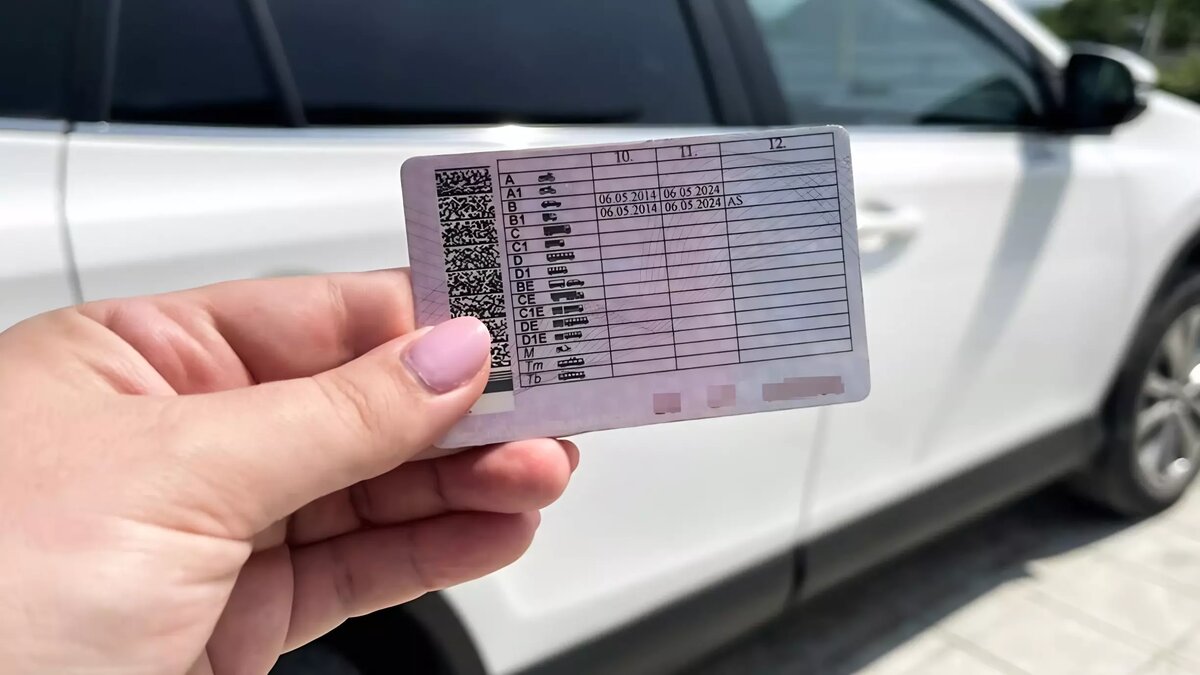 10. 11. 12.
A
A1
B 06.05.2014 06.05.2024
B1 06.05.2014 06.05.2024 AS
C
C1
D
D1
BE
CE
C1E
DE
D1E
M
Tm
Tb